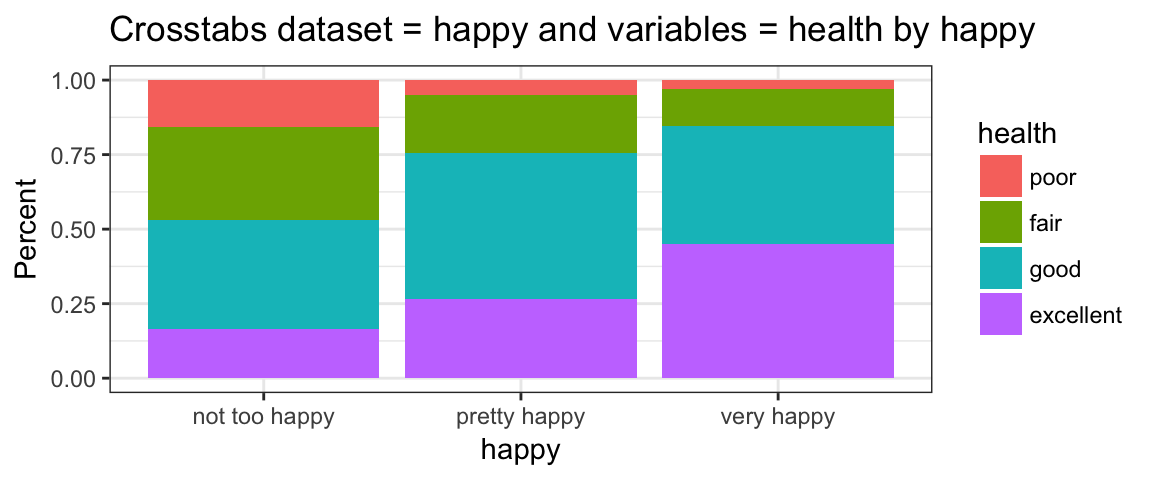 Crosstabs dataset = happy and variables = health by happy
Percent
1.00
0.75
0.50
0.25
0.00
not too happy
pretty happy
very happy
happy
health
poor
fair
good
excellent